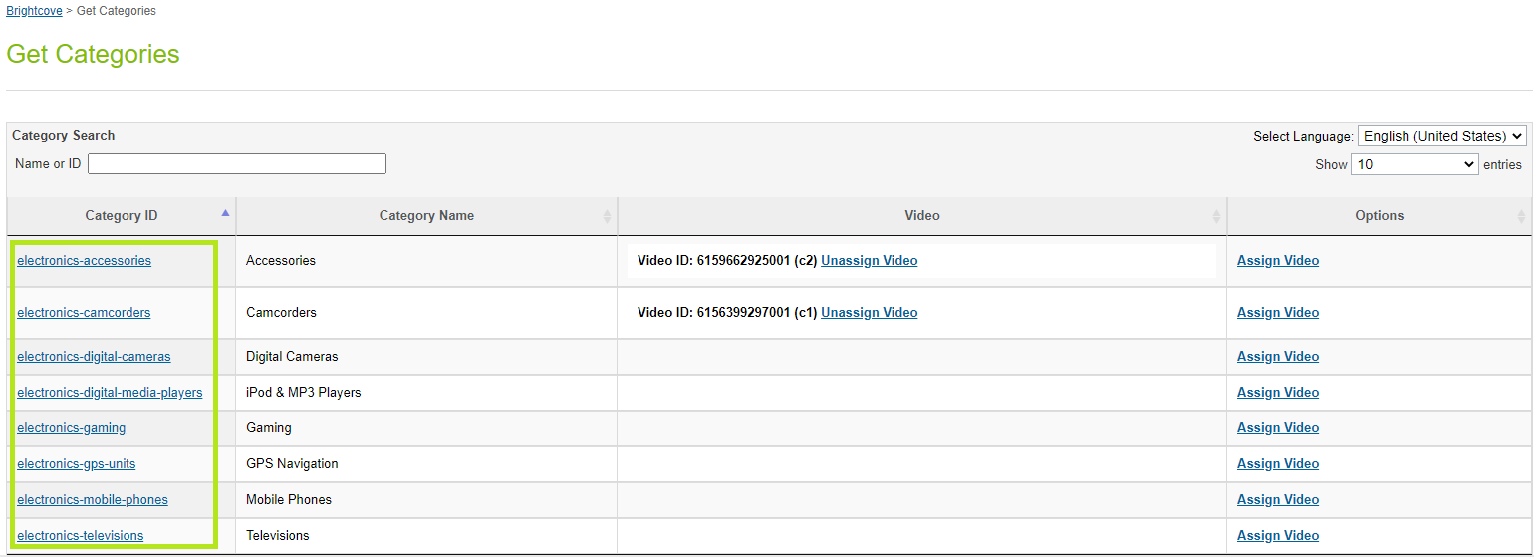 Brightcove > Get Categories
Get Categories
Category Search
Select Language: English (United States)
Name or ID
Show 10 entries
Category ID Category Name Video Options
electronics-accessories Accessories Video ID: 6159662925001 (c2) Unassign Video Assign Video
electronics-camcorders Camcorders Video ID: 6156399297001 (c1) Unassign Video Assign Video
electronics-digital-cameras Digital Cameras Assign Video
electronics-digital-media-players iPod & MP3 Players Assign Video
electronics-gaming Gaming Assign Video
electronics-gps-units GPS Navigation Assign Video
electronics-mobile-phones Mobile Phones Assign Video
electronics-televisions Televisions Assign Video